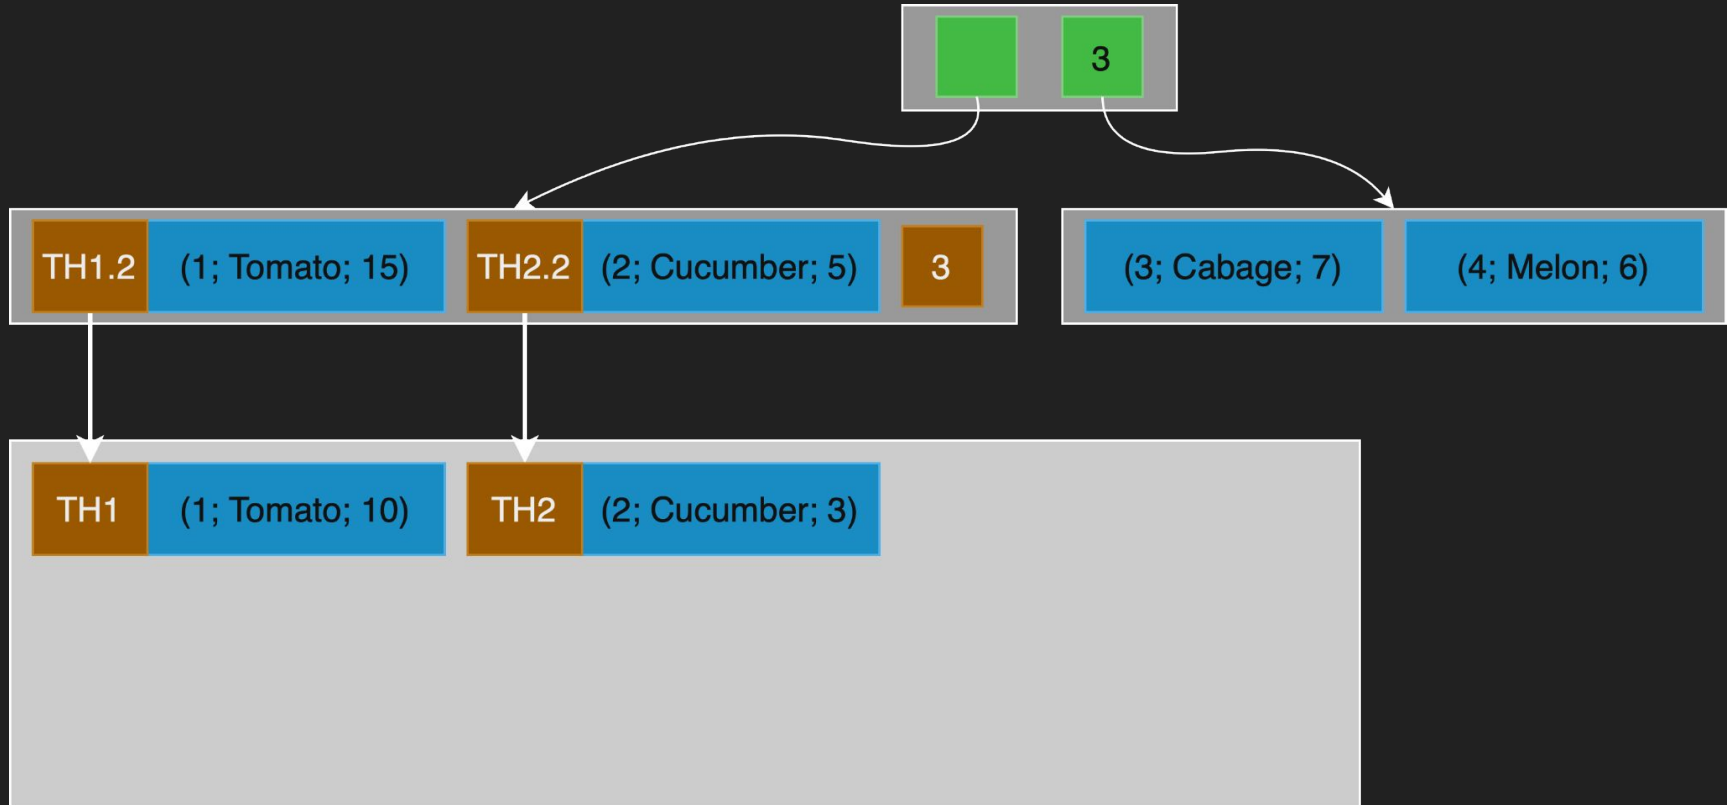 3
TH1.2 (1; Tomato; 15) TH2.2 (2; Cucumber; 5) 3 (3; Cabage; 7) (4; Melon; 6)
TH1 (1; Tomato; 10) TH2 (2; Cucumber; 3)